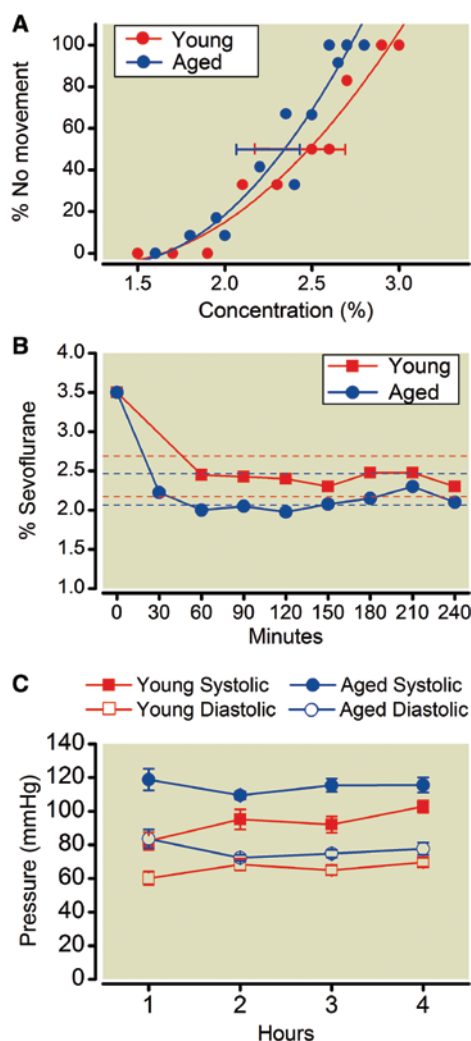 A
Young
Aged
% No movement
100
80
60
40
20
0
1.5 2.0 2.5 3.0
Concentration (%)
B
Young
Aged
% Sevoflurane
4.0
3.5
3.0
2.5
2.0
1.5
1.0
0 30 60 90 120 150 180 210 240
Minutes
C
Young Systolic Aged Systolic
Young Diastolic Aged Diastolic
Pressure (mmHg)
140
120
100
80
60
40
20
0
1 2 3 4
Hours